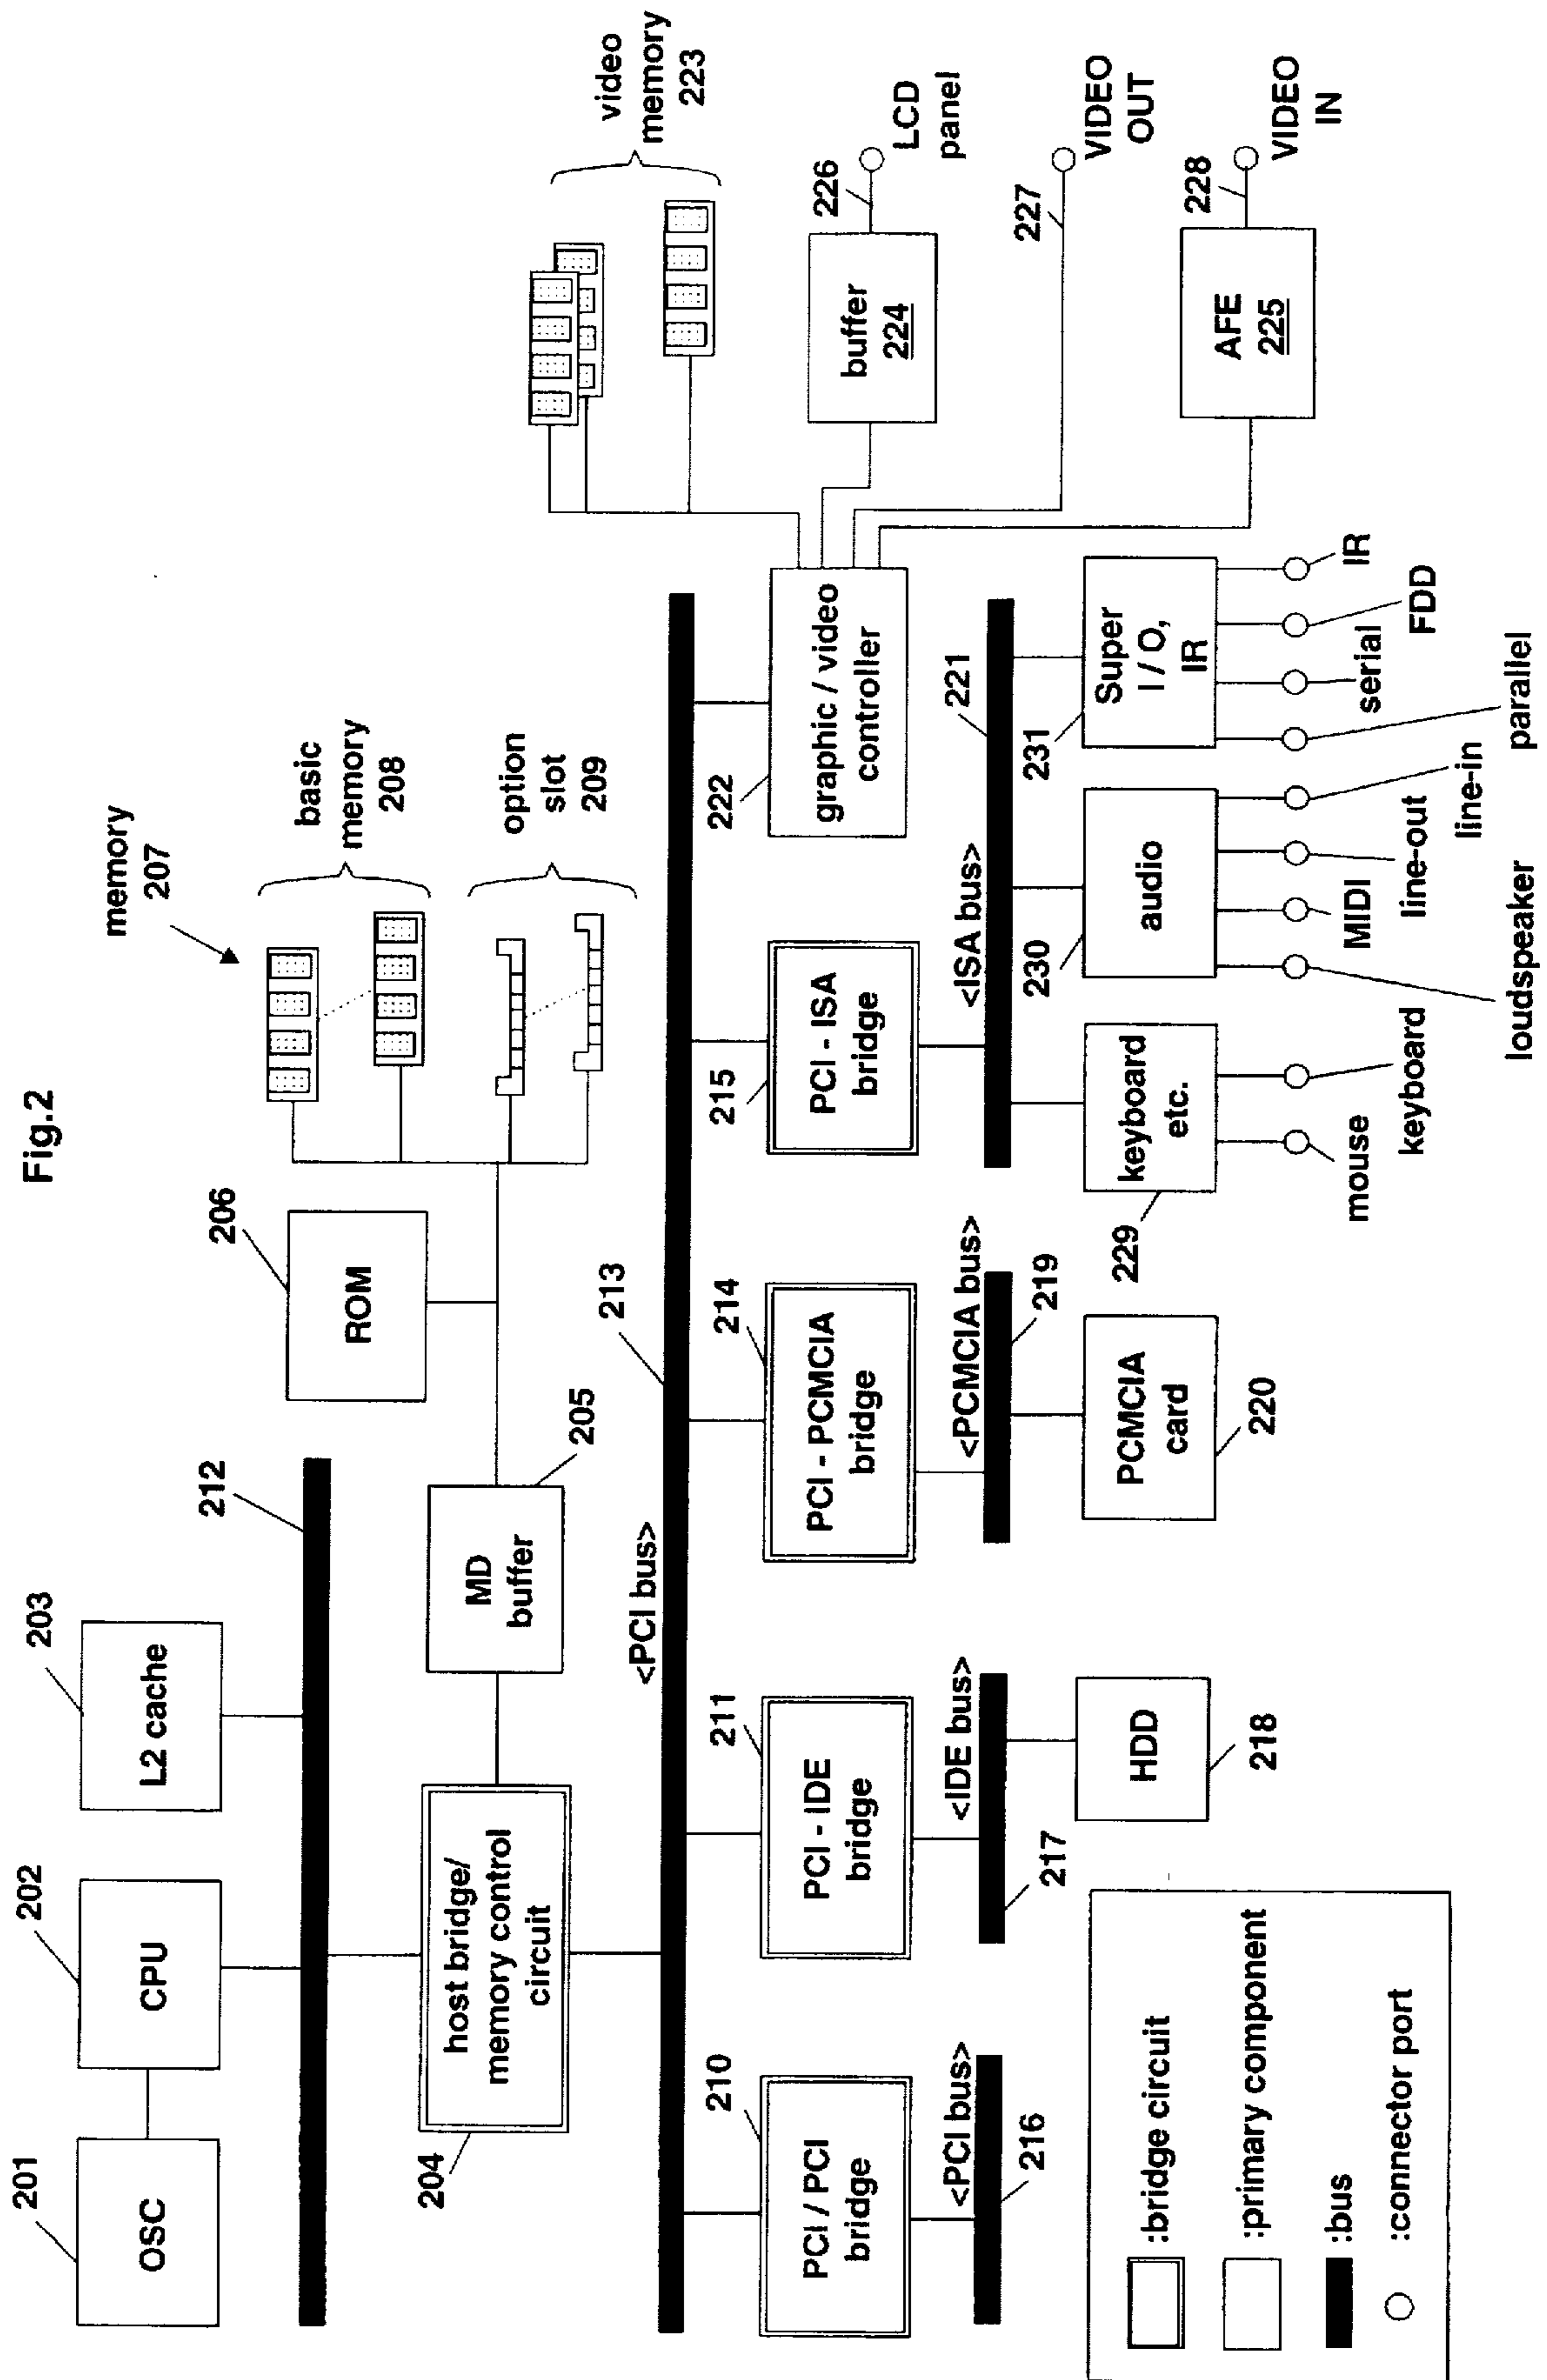 Fig.2
201
OSC
202
CPU
203
L2 cache
212
206
ROM
memory
207
basic
memory
208
option
slot
209
video
memory
223
204
host bridge/
memory control
circuit
MD
buffer
205
<PCI bus>
213
210
PCI / PCI
bridge
211
PCI - IDE
bridge
214
PCI - PCMCIA
bridge
215
PCI - ISA
bridge
222
graphic / video
controller
buffer
224
226
LCD
panel
227
VIDEO
OUT
AFE
225
228
VIDEO
IN
<PCI bus>
216
<IDE bus>
217
HDD
218
<PCMCIA bus>
219
PCMCIA
card
220
<ISA bus>
221
229
keyboard
etc.
mouse
keyboard
230
audio
loudspeaker
MIDI
line-out
line-in
231
Super
I / O,
IR
parallel
serial
FDD
IR
:bridge circuit
:primary component
:bus
:connector port